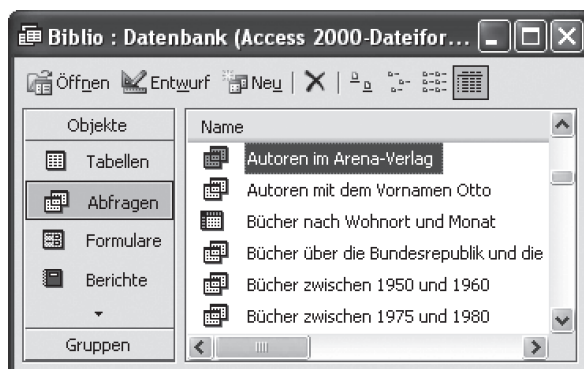 Biblio : Datenbank (Access 2000-Dateifor...
Öffnen Entwurf Neu
Objekte
Tabellen
Abfragen
Formulare
Berichte
Gruppen
Name
Autoren im Arena-Verlag
Autoren mit dem Vornamen Otto
Bücher nach Wohnort und Monat
Bücher über die Bundesrepublik und die
Bücher zwischen 1950 und 1960
Bücher zwischen 1975 und 1980